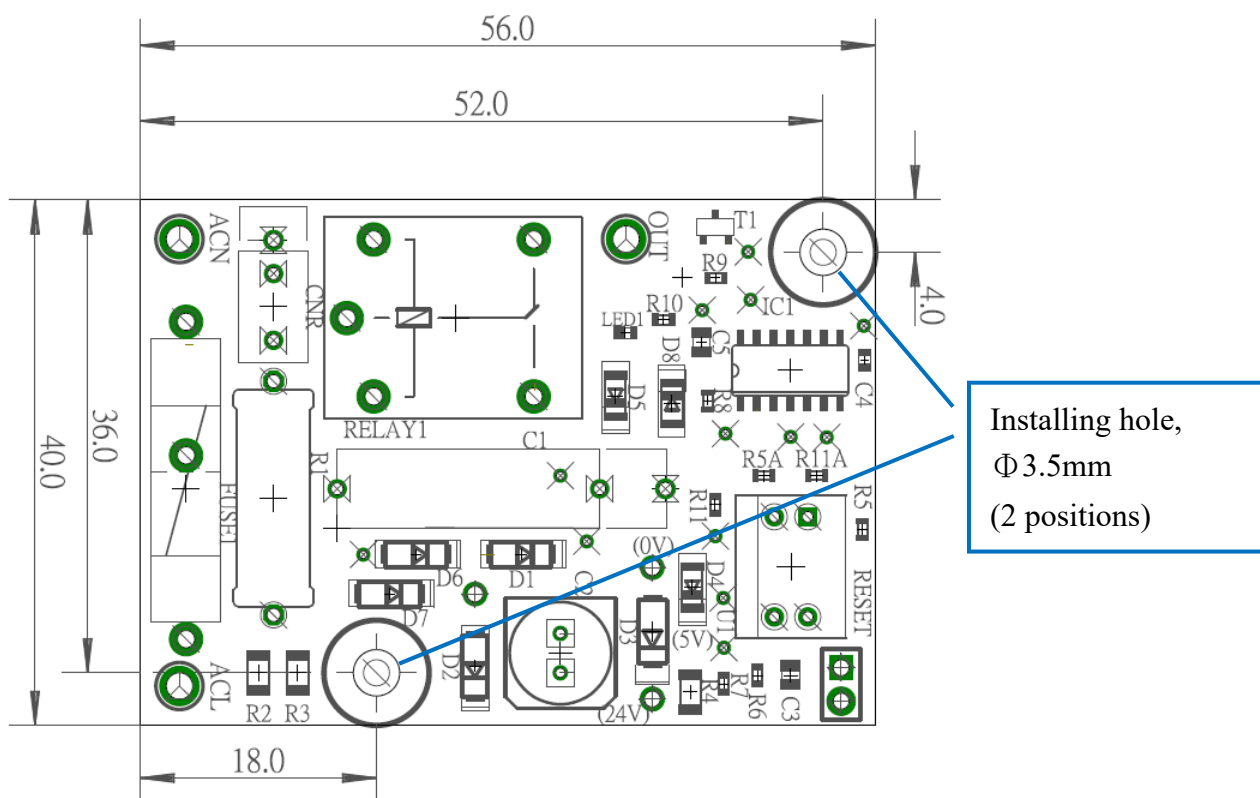 56.0
52.0
4.0
40.0
36.0
18.0
ACN
CNR
OUT
T1
R9
R10
LED1
IC1
C5
D8
D5
R8
C4
RELAY1
C1
R1
FUSE1
R5A
R11A
R11
R5
(0V)
D6
D1
C2
D4
D7
D3
U1
(5V)
RESET
D2
ACL
R2
R3
(24V)
R4
R7
R6
C3
Installing hole,
Φ3.5mm
(2 positions)